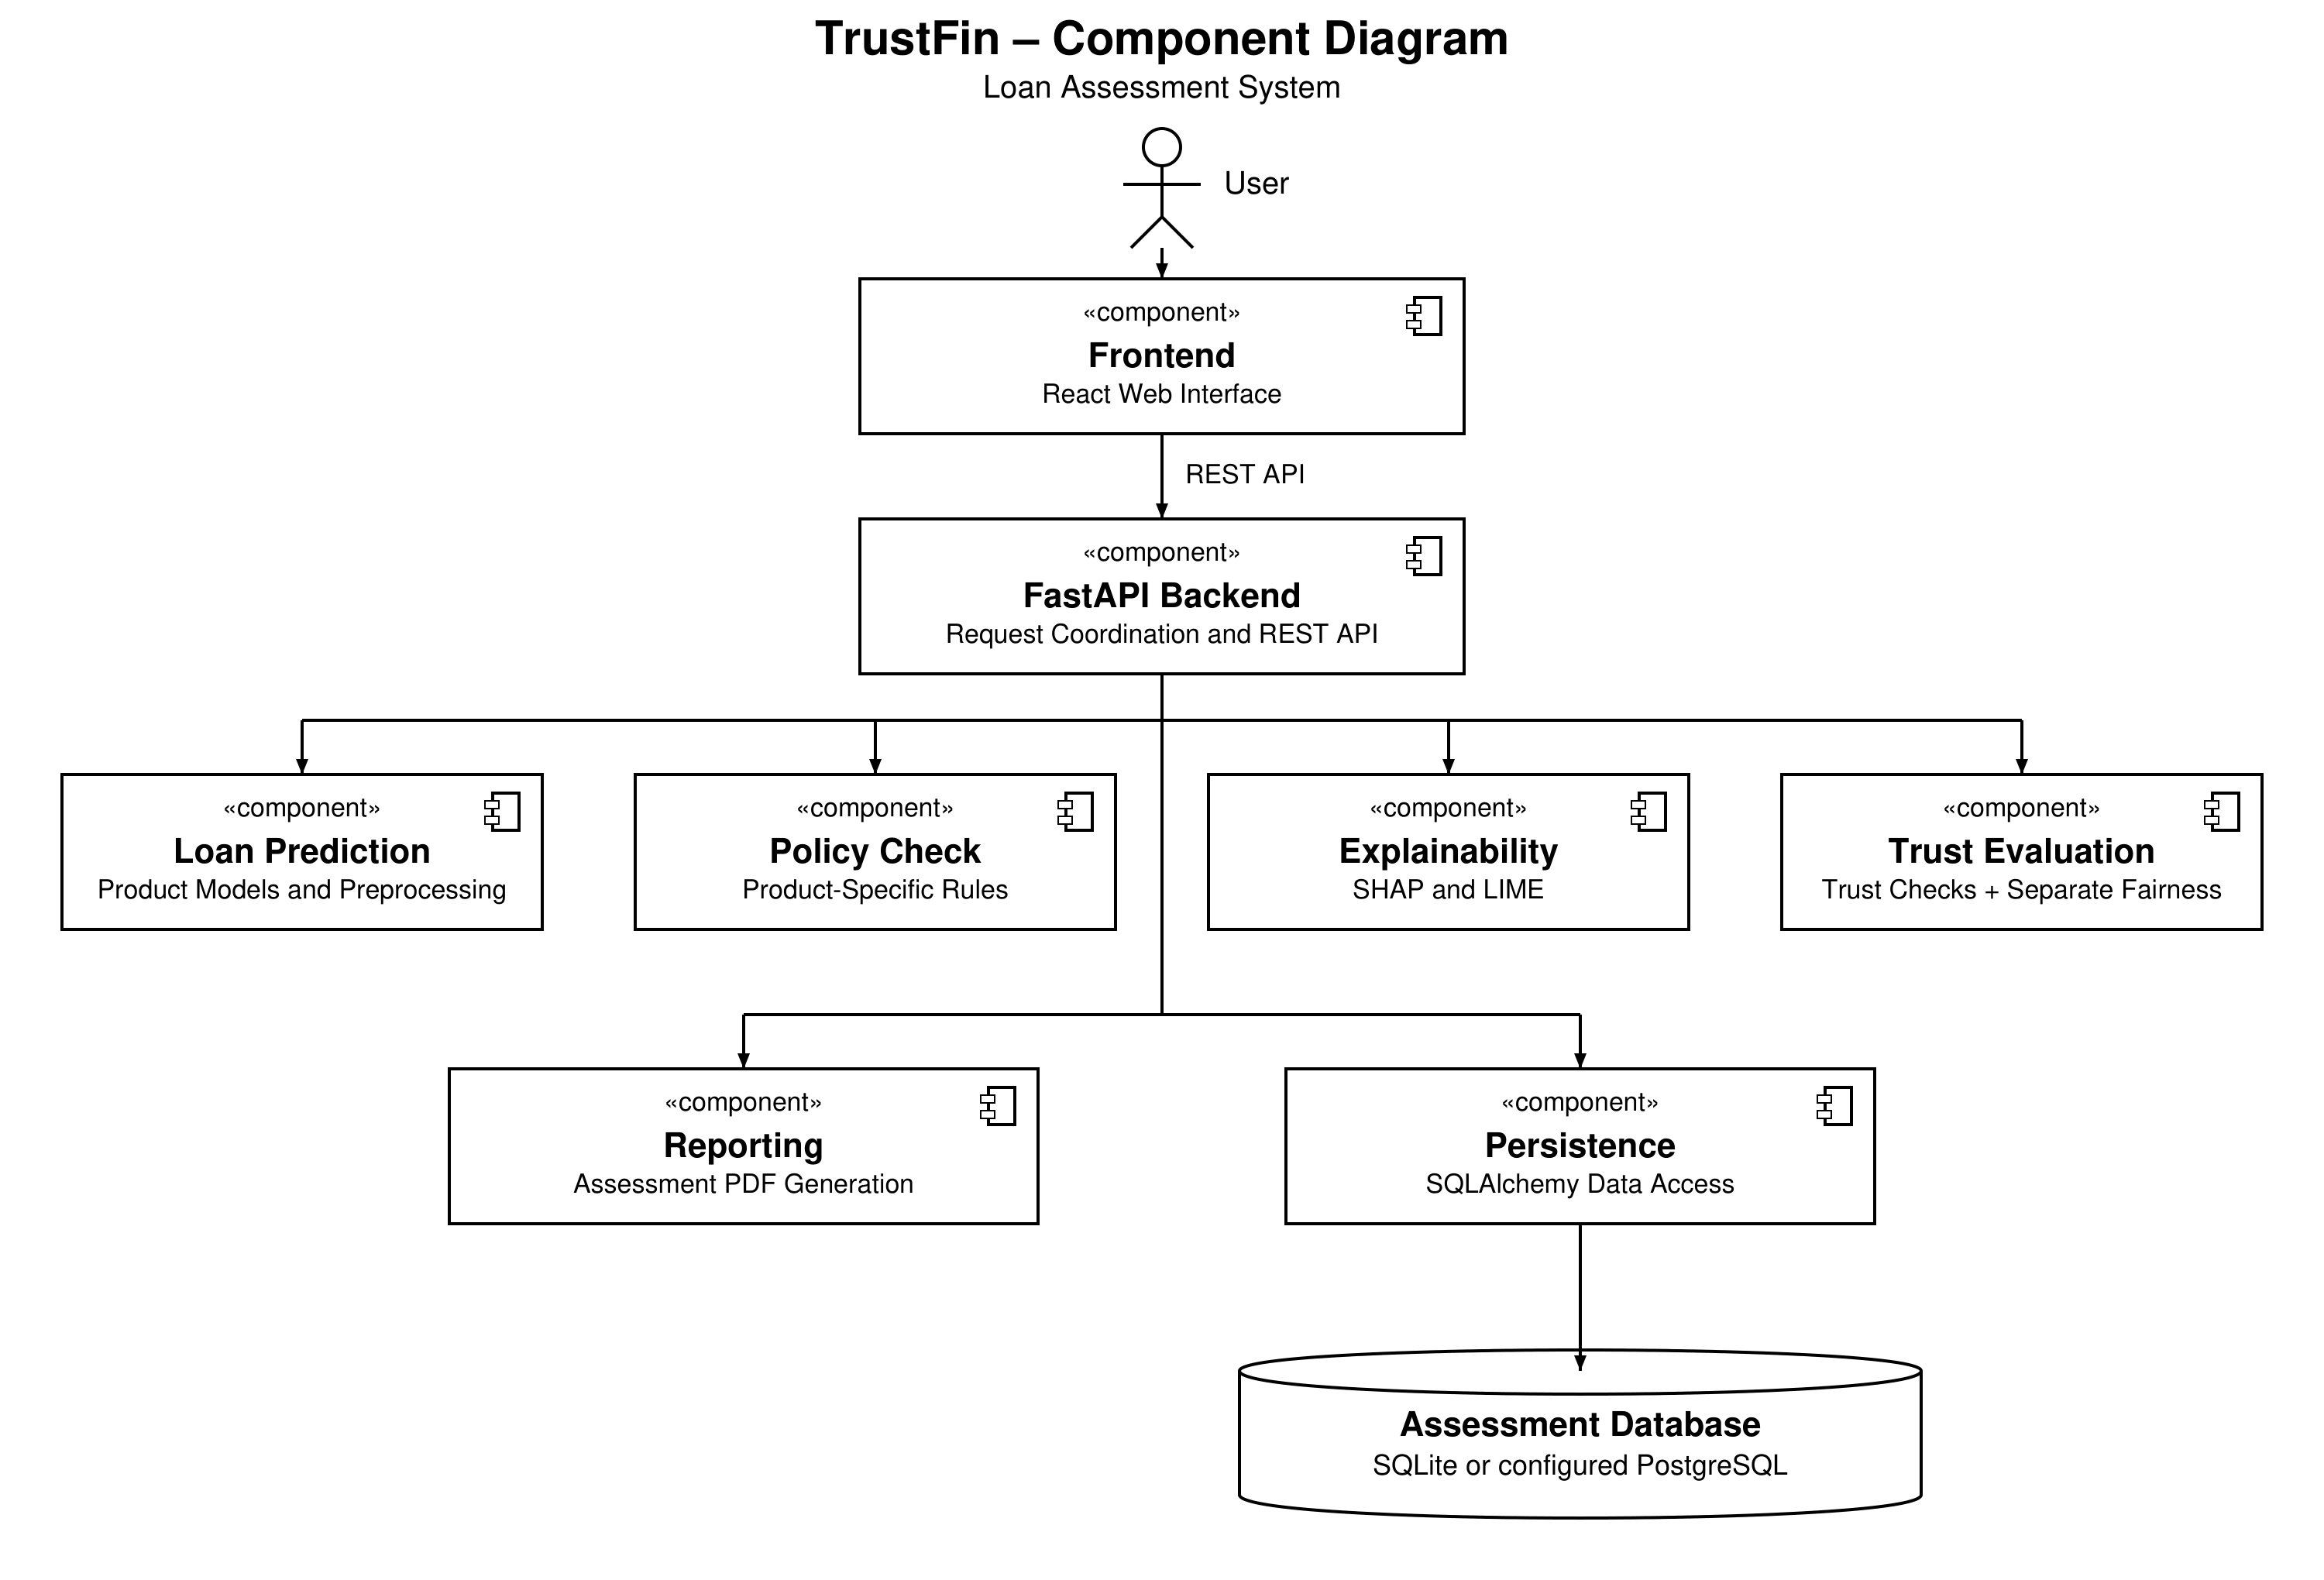 TrustFin – Component Diagram
Loan Assessment System
User
«component»
Frontend
React Web Interface
REST API
«component»
FastAPI Backend
Request Coordination and REST API
«component»
Loan Prediction
Product Models and Preprocessing
«component»
Policy Check
Product-Specific Rules
«component»
Explainability
SHAP and LIME
«component»
Trust Evaluation
Trust Checks + Separate Fairness
«component»
Reporting
Assessment PDF Generation
«component»
Persistence
SQLAlchemy Data Access
Assessment Database
SQLite or configured PostgreSQL